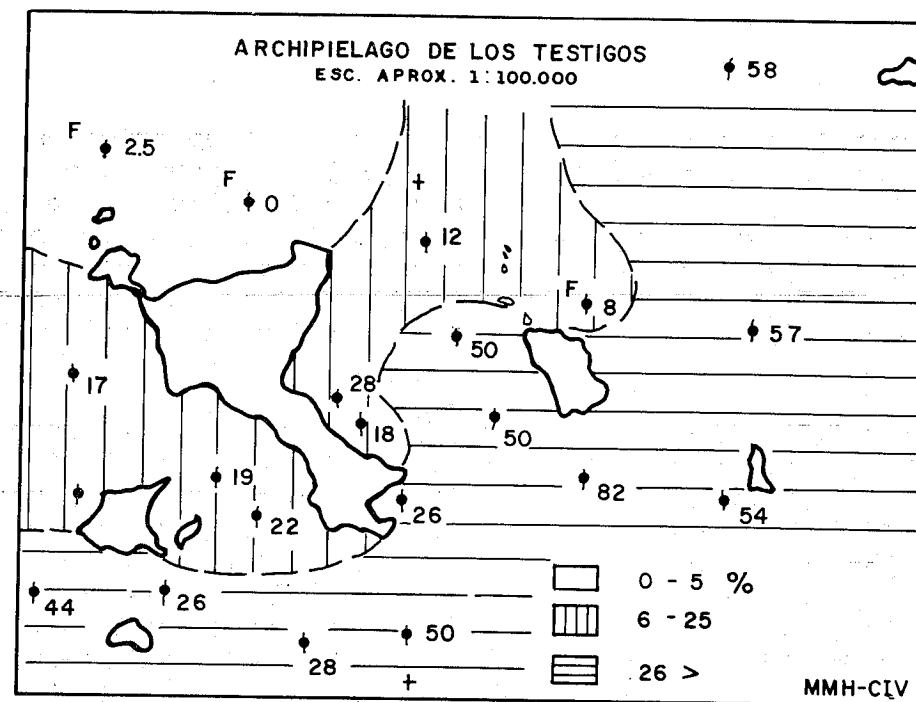 ARCHIPIELAGO DE LOS TESTIGOS
ESC. APROX. 1:100.000
58
F
2.5
F
0
12
F
8
57
50
17
28
18
50
19
82
26
54
22
44
26
50
28
0 - 5 %
6 - 25
26 >
MMH-CIV